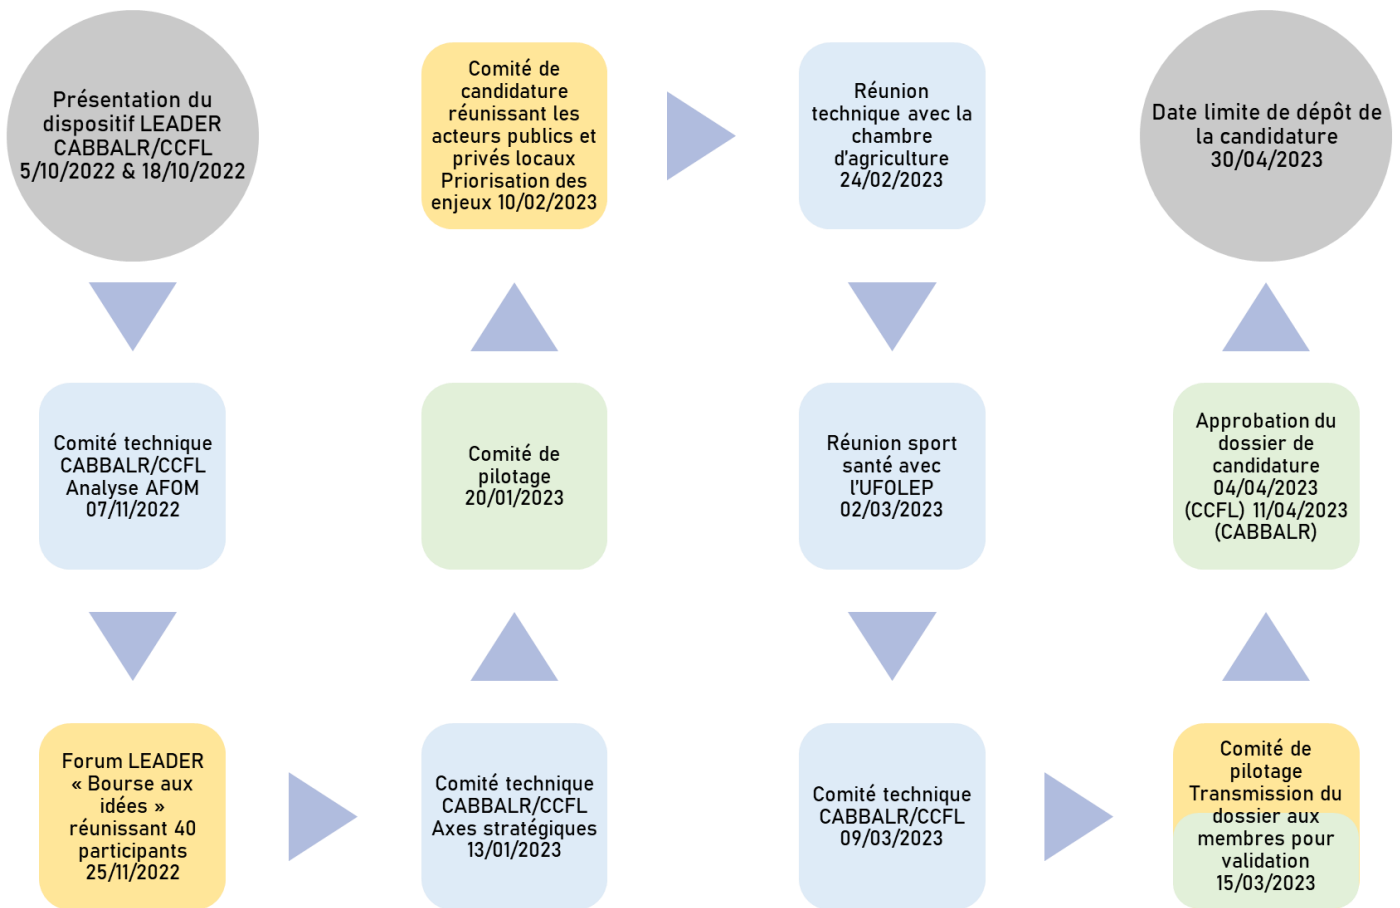 Présentation du
dispositif LEADER
CABBALR/CCFL
5/10/2022 & 18/10/2022
Comité technique
CABBALR/CCFL
Analyse AFOM
07/11/2022
Forum LEADER
« Bourse aux
idées »
réunissant 40
participants
25/11/2022
Comité technique
CABBALR/CCFL
Axes stratégiques
13/01/2023
Comité de
pilotage
20/01/2023
Comité de
candidature
réunissant les
acteurs publics et
privés locaux
Priorisation des
enjeux 10/02/2023
Réunion
technique avec la
chambre
d'agriculture
24/02/2023
Réunion sport
santé avec
l'UFOLEP
02/03/2023
Comité technique
CABBALR/CCFL
09/03/2023
Comité de
pilotage
Transmission du
dossier aux
membres pour
validation
15/03/2023
Approbation du
dossier de
candidature
04/04/2023
(CCFL) 11/04/2023
(CABBALR)
Date limite de dépôt de
la candidature
30/04/2023